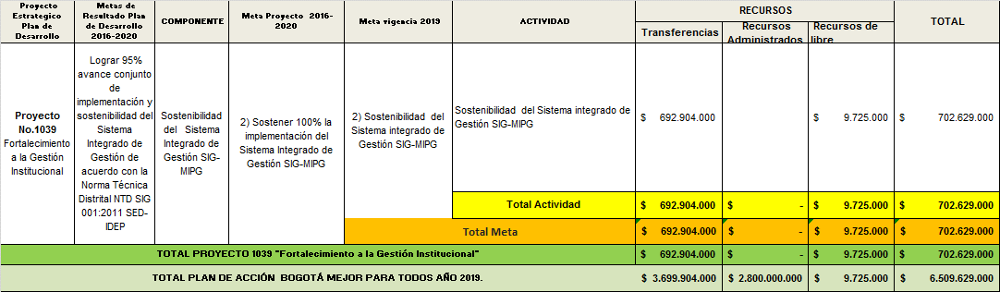 Proyecto
Estrategico
Plan de
Desarrollo
Metas de
Resultado Plan
de Desarrollo
2016-2020
COMPONENTE
Meta Proyecto 2016-
2020
Meta vigencia 2019
ACTIVIDAD
RECURSOS
Transferencias
Recursos
Administrados
Recursos de
libre
TOTAL
Proyecto
No.1039
Fortalecimiento
a la Gestión
Institucional
Lograr 95%
avance conjunto
de
implementación y
sostenibilidad del
Sistema
Integrado de
Gestión de
acuerdo con la
Norma Técnica
Distrital NTD SIG
001:2011 SED-
IDEP
Sostenibilidad
del Sistema
Integrado de
Gestión SIG-
MIPG
2) Sostener 100% la
implementación del
Sistema Integrado de
Gestión SIG-MIPG
2) Sostenibilidad del
Sistema integrado de
Gestión SIG-MIPG
Sostenibilidad del Sistema integrado de
Gestión SIG-MIPG
$ 692.904.000
$ 9.725.000
$ 702.629.000
Total Actividad $ 692.904.000 $ - $ 9.725.000 $ 702.629.000
Total Meta $ 692.904.000 $ - $ 9.725.000 $ 702.629.000
TOTAL PROYECTO 1039 "Fortalecimiento a la Gestión Institucional" $ 692.904.000 $ - $ 9.725.000 $ 702.629.000
TOTAL PLAN DE ACCIÓN BOGOTÁ MEJOR PARA TODOS AÑO 2019. $ 3.699.904.000 $ 2.800.000.000 $ 9.725.000 $ 6.509.629.000